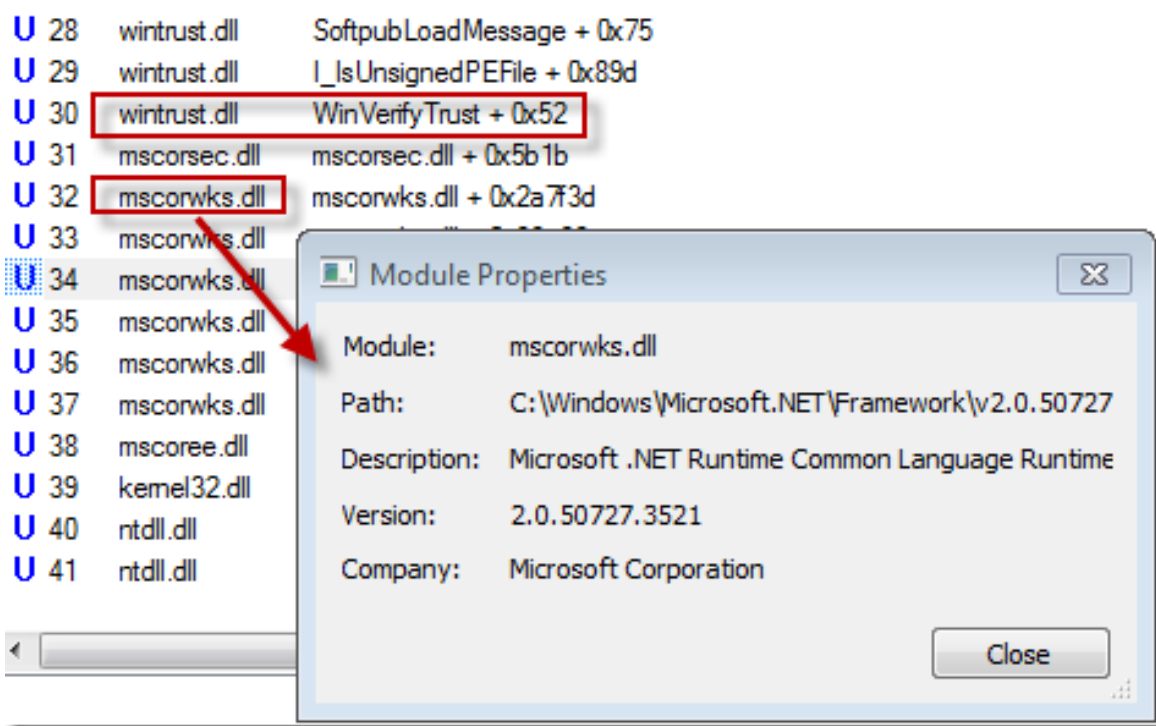 U 28 wintrust.dll SoftpubLoadMessage + 0x75
U 29 wintrust.dll I_IsUnsignedPEFile + 0x89d
U 30 wintrust.dll WinVerifyTrust + 0x52
U 31 mscorsec.dll mscorsec.dll + 0x5b1b
U 32 mscorwks.dll mscorwks.dll + 0x2a7f3d
U 33 mscorwks.dll
U 34 mscorwks.dll
U 35 mscorwks.dll
U 36 mscorwks.dll
U 37 mscorwks.dll
U 38 mscoree.dll
U 39 kernel32.dll
U 40 ntdll.dll
U 41 ntdll.dll
Module Properties
Module: mscorwks.dll
Path: C:\Windows\Microsoft.NET\Framework\v2.0.50727
Description: Microsoft .NET Runtime Common Language Runtime
Version: 2.0.50727.3521
Company: Microsoft Corporation
Close